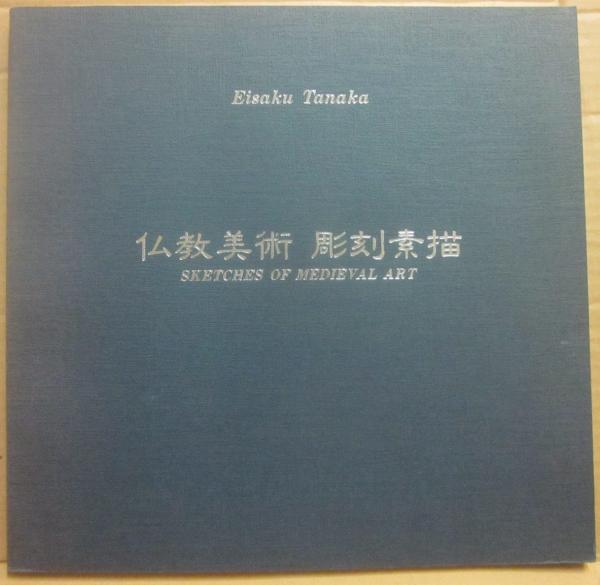 Eisaku Tanaka
仏教美術 彫刻素描
SKETCHES OF MEDIEVAL ART